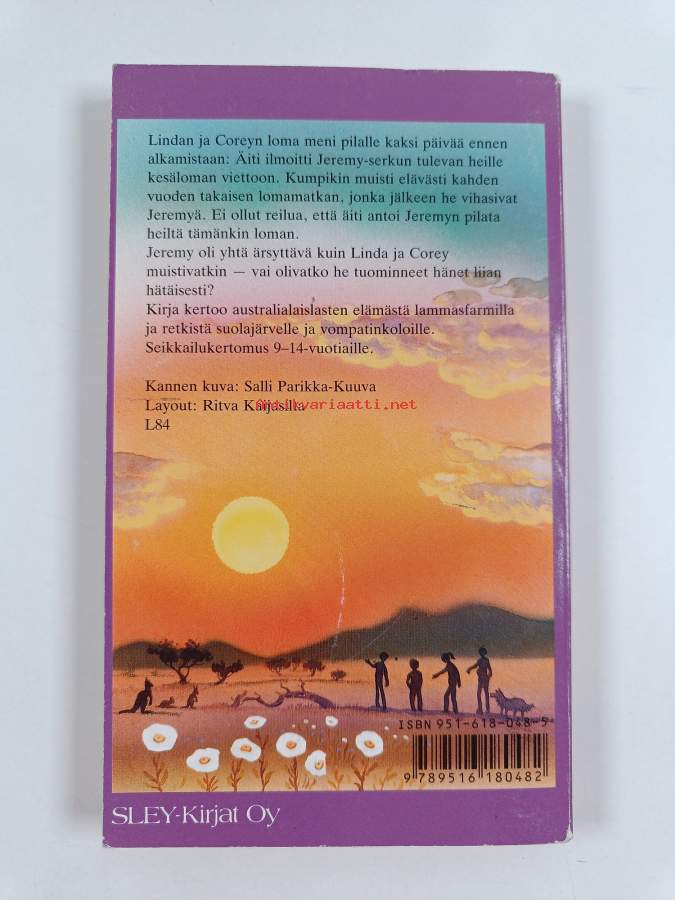 Lindan ja Coreyn loma meni pilalle kaksi päivää ennen
alkamistaan: Äiti ilmoitti Jeremy-serkun tulevan heille
kesäloman viettoon. Kumpikin muisti elävästi kahden
vuoden takaisen lomamatkan, jonka jälkeen he vihasivat
Jeremyä. Ei ollut reilua, että äiti antoi Jeremyn pilata
heiltä tämänkin loman.
Jeremy oli yhtä ärsyttävä kuin Linda ja Corey
muistivatkin — vai olivatko he tuominneet hänet liian
hätäisesti?
Kirja kertoo australialaislasten elämästä lammasfarmilla
ja retkistä suolajärvelle ja vompatinkoloille.
Seikkailukertomus 9–14-vuotiaille.
Kannen kuva: Salli Parikka-Kuuva
Layout: Ritva Kaijasilta
Antikvariaatti.net
L84
ISBN 951-618-048-5
9 789516 180482
SLEY-Kirjat Oy